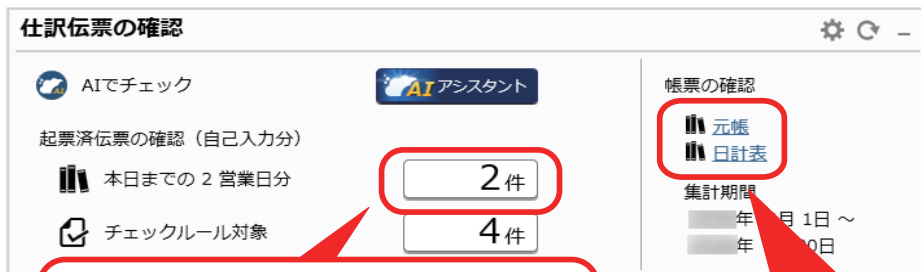 仕訳伝票の確認
AIでチェック
AIアシスタント
起票済伝票の確認（自己入力分）
本日までの 2 営業日分
2件
チェックルール対象
4件
帳票の確認
元帳
日計表
集計期間
年 月 1日 ～
年 0日